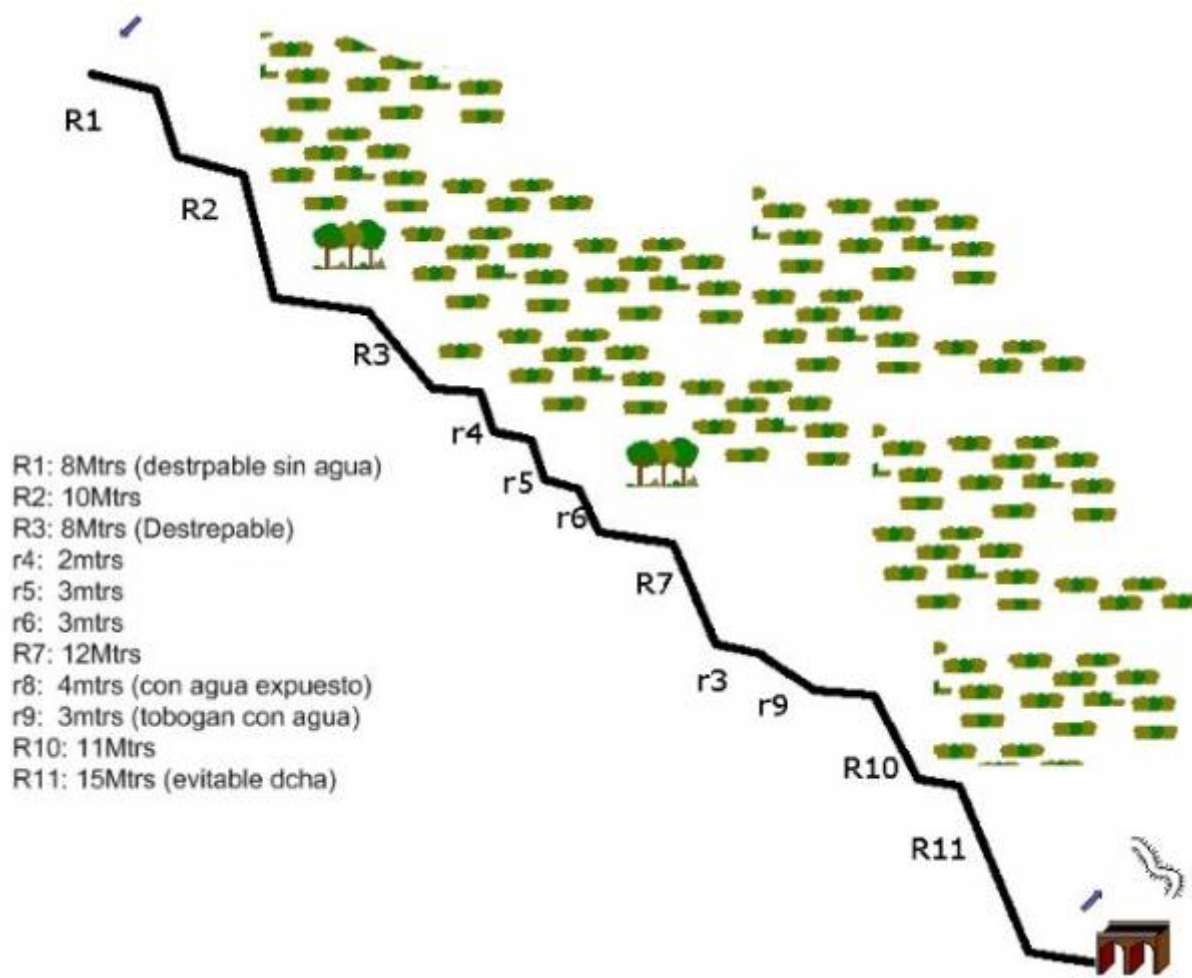 R1
R2
R3
r4
r5
r6
R7
r3
r9
R10
R11
R1: 8Mtrs (destrpable sin agua)
R2: 10Mtrs
R3: 8Mtrs (Destrepable)
r4: 2mtrs
r5: 3mtrs
r6: 3mtrs
R7: 12Mtrs
r8: 4mtrs (con agua expuesto)
r9: 3mtrs (tobogan con agua)
R10: 11Mtrs
R11: 15Mtrs (evitable dcha)